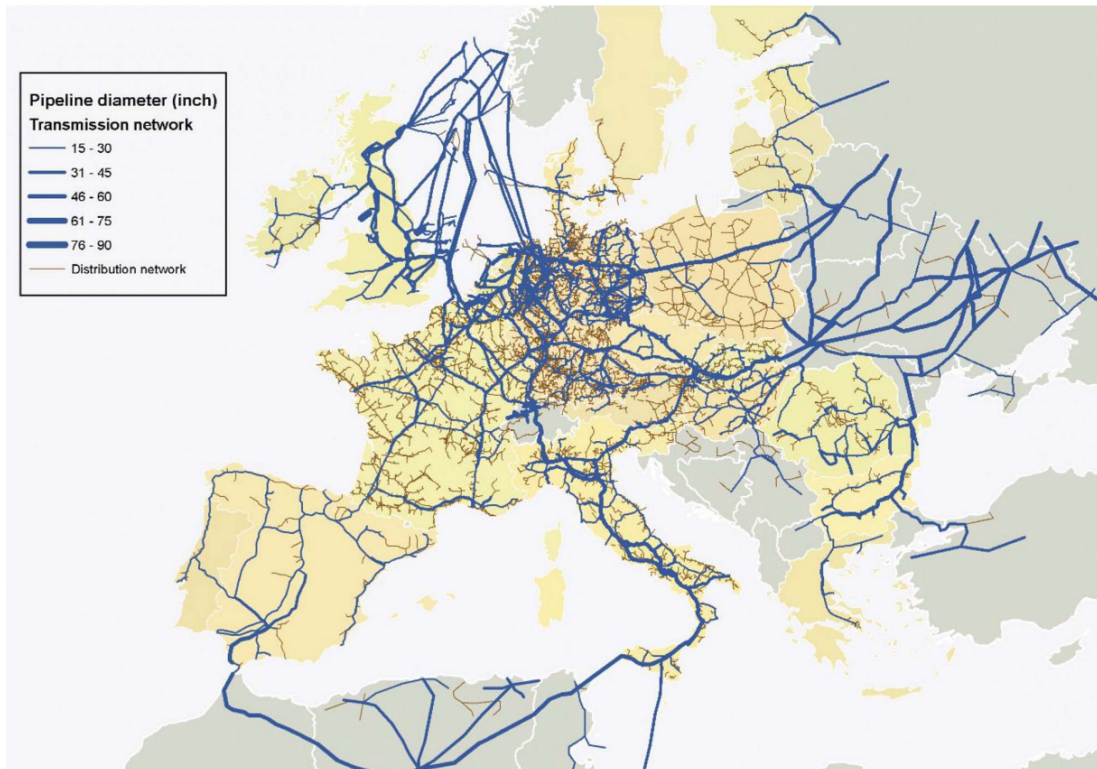 Pipeline diameter (inch)
Transmission network
15 - 30
31 - 45
46 - 60
61 - 75
76 - 90
Distribution network